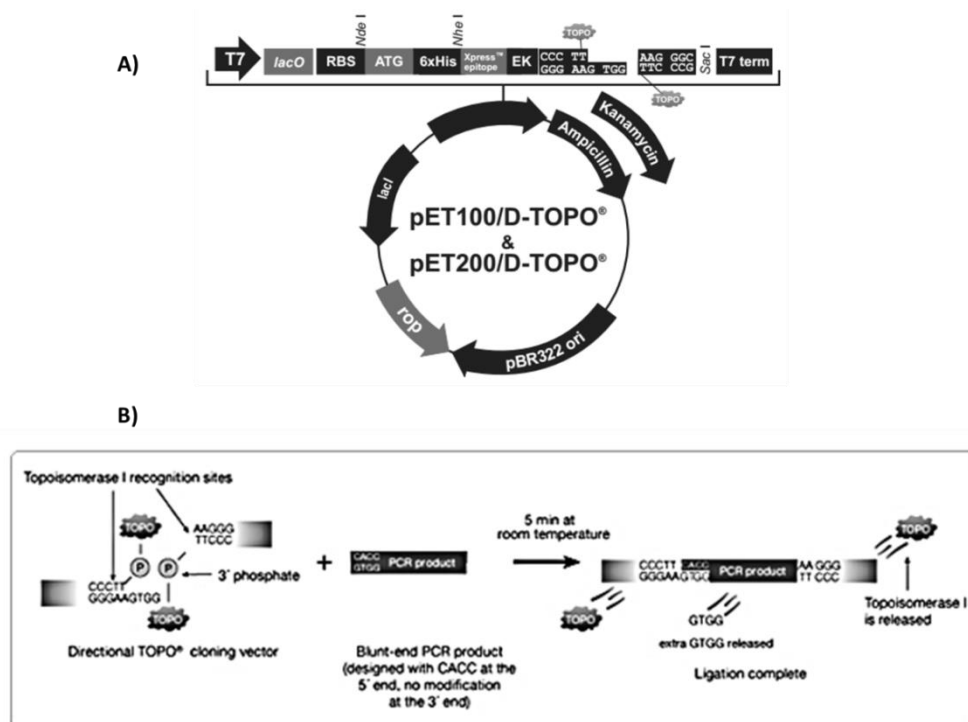 A)
T7 lacO RBS Nde I ATG 6xHis Nhe I Xpress™ epitope EK CCC TT TOPO AAG GGC Sac I T7 term
GGG AAG TGG TTC CCG
TOPO
Kanamycin
Ampicillin
lacI
pET100/D-TOPO®
&
pET200/D-TOPO®
rop
pBR322 ori
B)
Topoisomerase I recognition sites
TOPO
AAGGG
TTCCC
P P
3' phosphate
CCCTT
GGGAAGTGG
TOPO
Directional TOPO® cloning vector
+
CACC
GTGG
PCR product
Blunt-end PCR product
(designed with CACC at the
5' end, no modification
at the 3' end)
5 min at
room temperature
CCCTT CACC PCR product AA GGG
GGGAAGTGG TT CCC
TOPO
GTGG
extra GTGG released
Ligation complete
TOPO
Topoisomerase I
is released